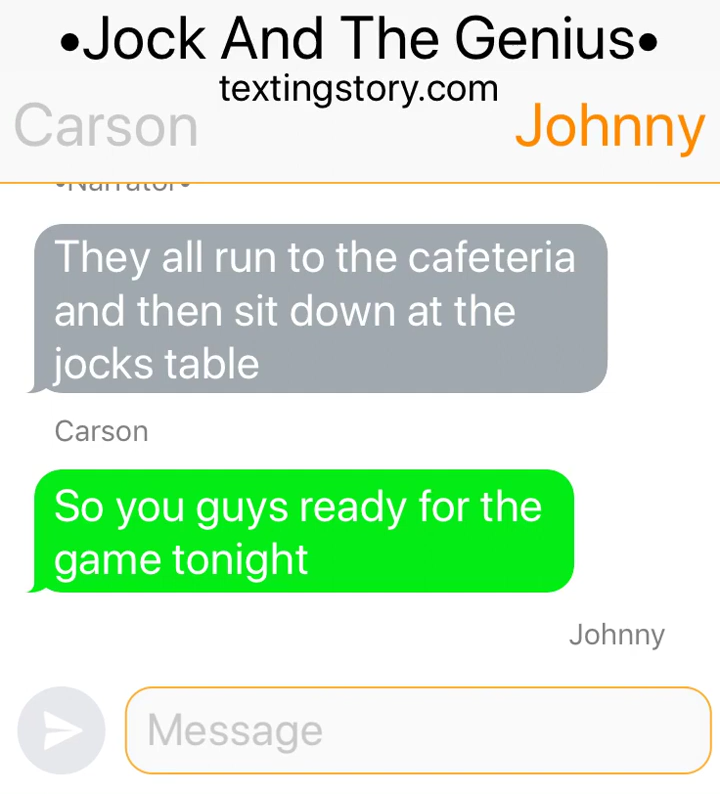 •Jock And The Genius•
textingstory.com
Carson
Johnny
•Narrator•
They all run to the cafeteria
and then sit down at the
jocks table
Carson
So you guys ready for the
game tonight
Johnny
Message